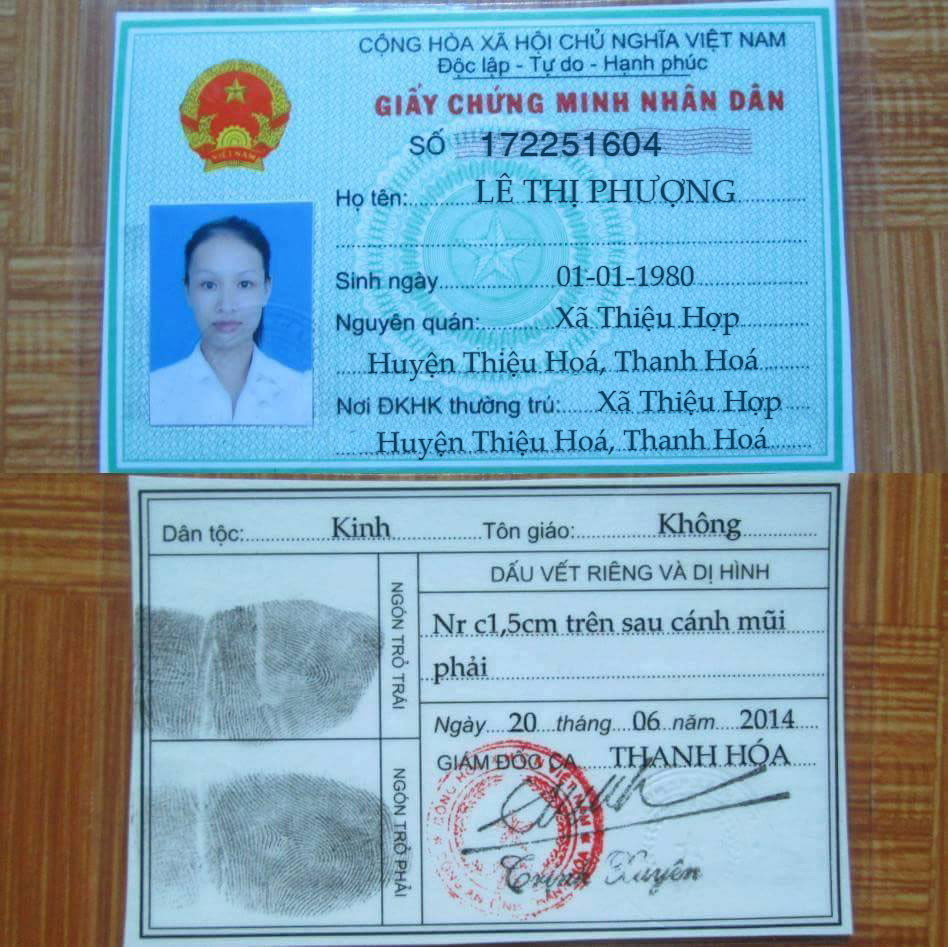 CỘNG HÒA XÃ HỘI CHỦ NGHĨA VIỆT NAM
Độc lập - Tự do - Hạnh phúc
GIẤY CHỨNG MINH NHÂN DÂN
SỐ 172251604
VIỆT NAM
Họ tên: LÊ THỊ PHƯỢNG
Sinh ngày 01-01-1980
Nguyên quán: Xã Thiệu Hợp
Huyện Thiệu Hoá, Thanh Hoá
Nơi ĐKHK thường trú: Xã Thiệu Hợp
Huyện Thiệu Hoá, Thanh Hoá
Dân tộc: Kinh Tôn giáo: Không
NGÓN TRỎ TRÁI
NGÓN TRỎ PHẢI
DẤU VẾT RIÊNG VÀ DỊ HÌNH
Nr c1,5cm trên sau cánh mũi
phải
Ngày 20 tháng 06 năm 2014
GIÁM ĐỐC CA THANH HÓA
Trịnh Xuyên